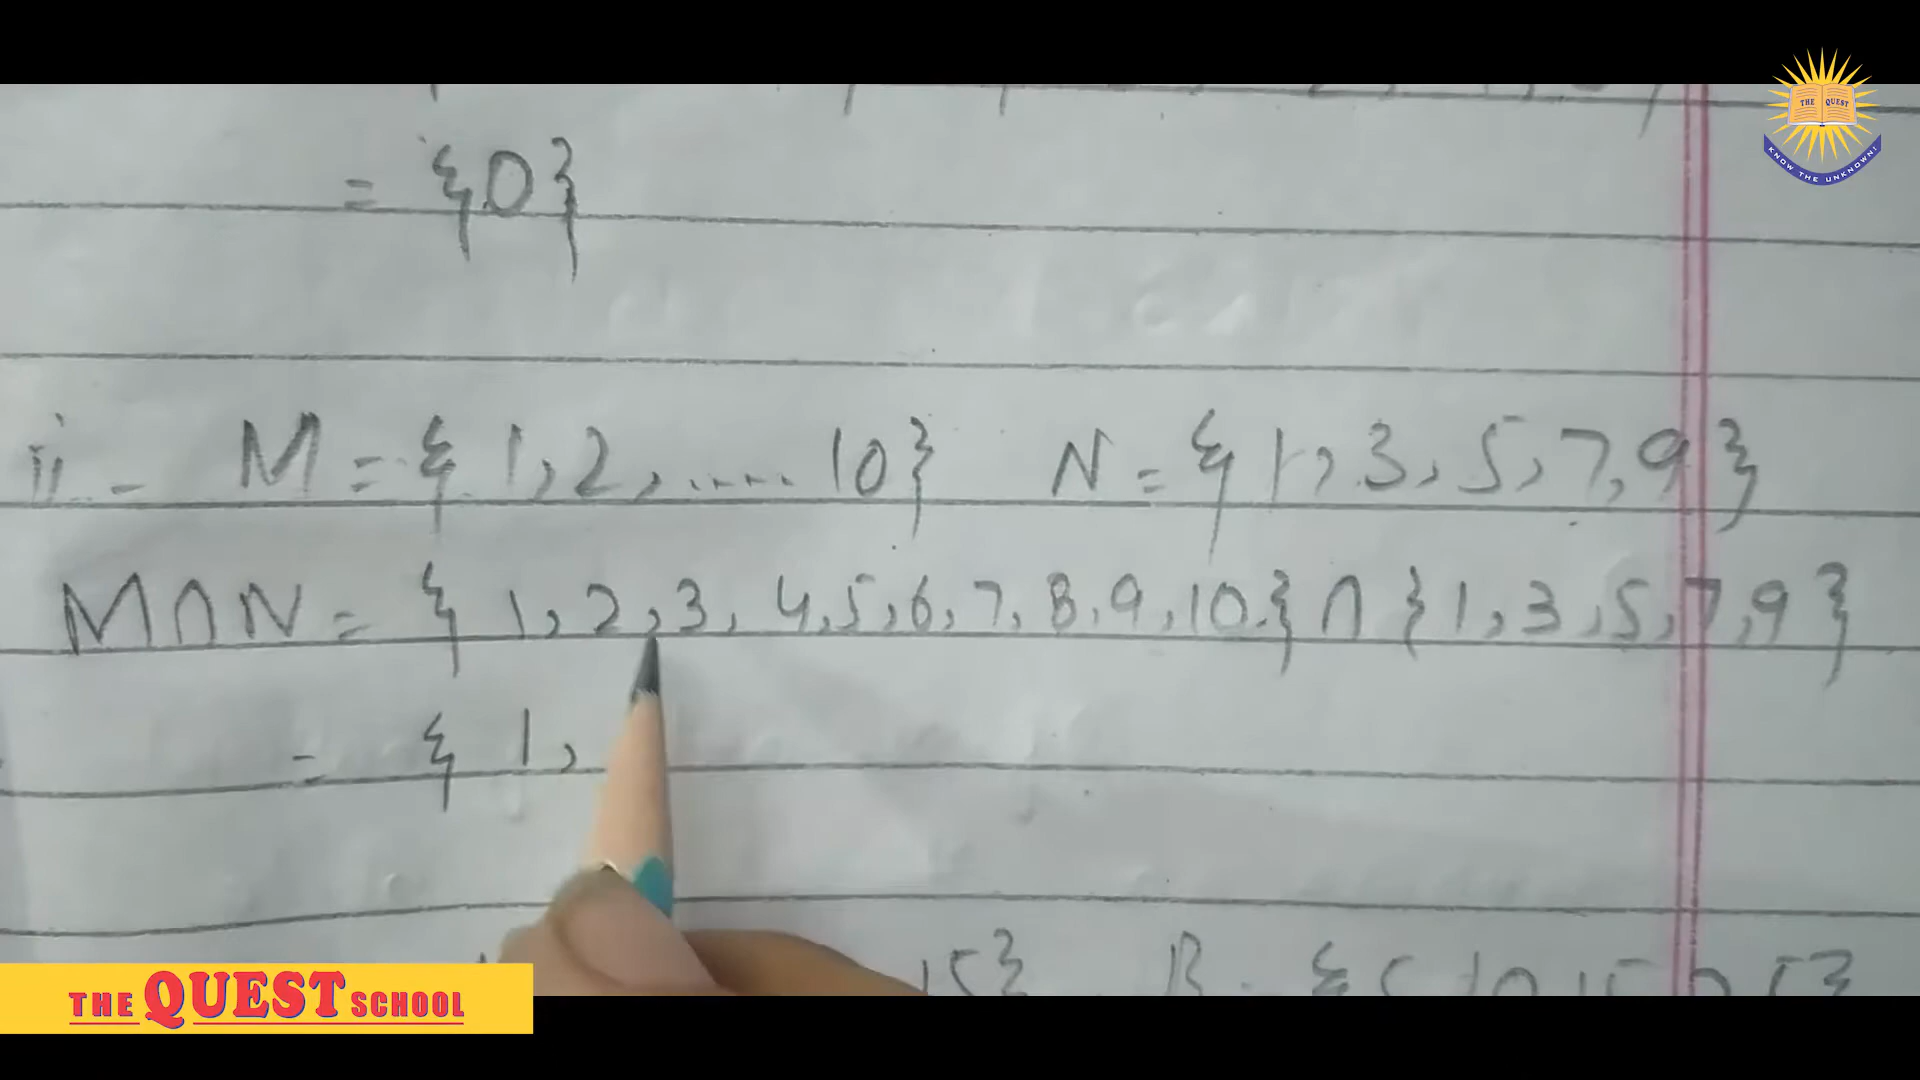 THE QUEST
KNOW THE UNKNOWN!
= {0}
ii - M = { 1, 2, ..... 10} N = { 1, 3, 5, 7, 9 }
M ∩ N = { 1, 2, 3, 4, 5, 6, 7, 8, 9, 10 } ∩ { 1, 3, 5, 7, 9 }
= { 1,
THE QUEST SCHOOL